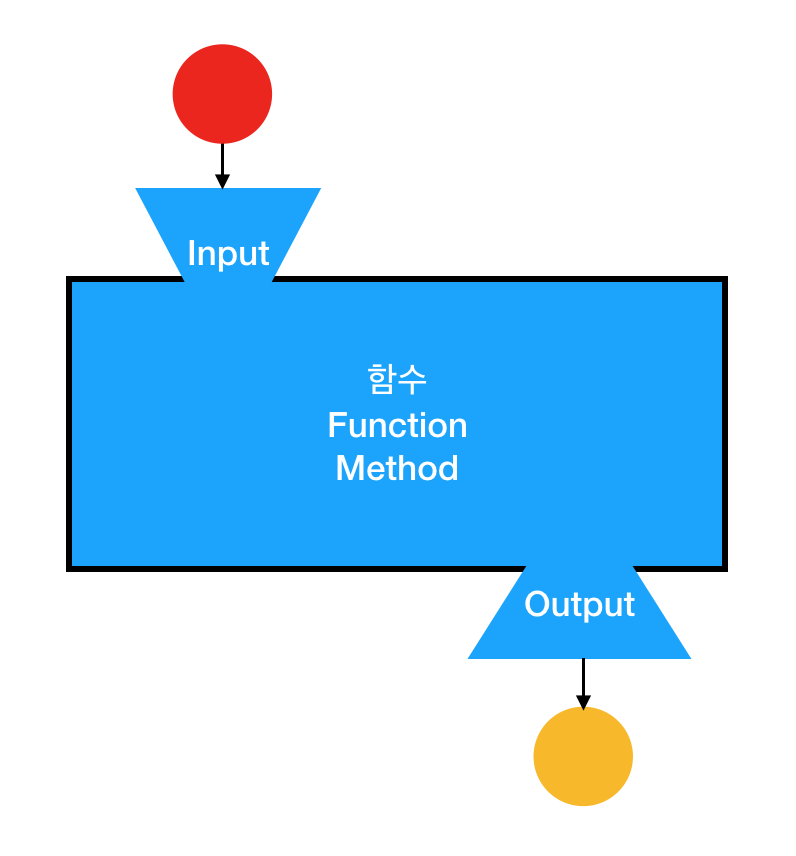 Input
함수
Function
Method
Output